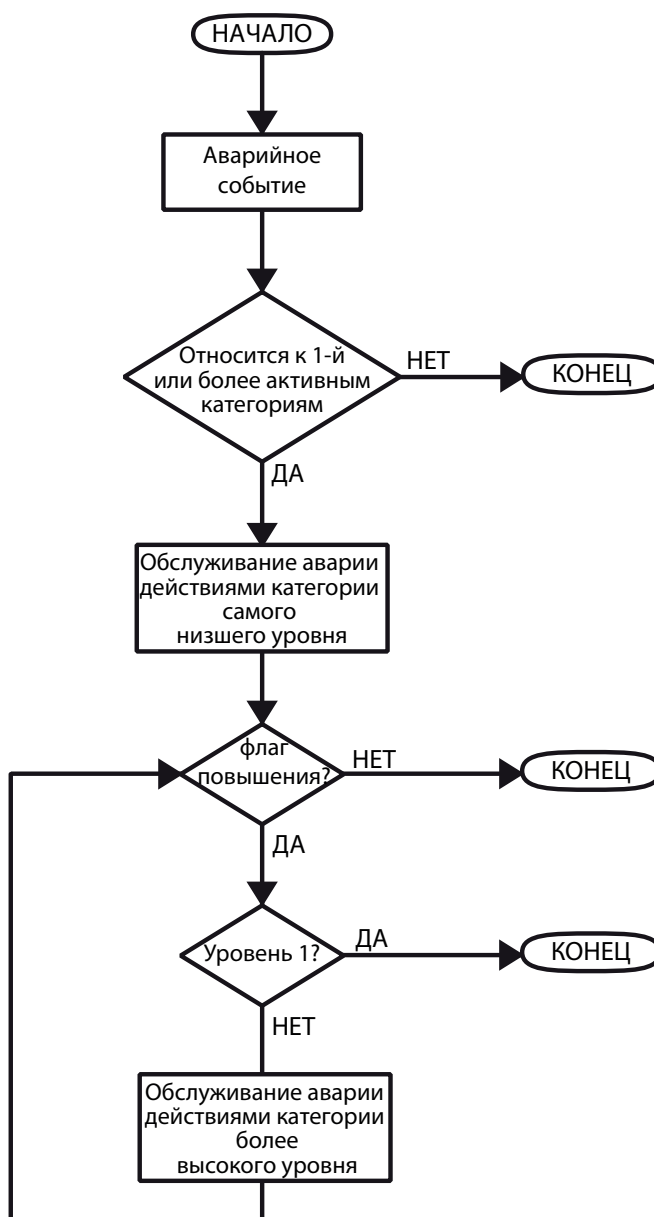 НАЧАЛО
Аварийное
событие
Относится к 1-й
или более активным
категориям
НЕТ
КОНЕЦ
ДА
Обслуживание аварии
действиями категории
самого
низшего уровня
флаг
повышения?
НЕТ
КОНЕЦ
ДА
Уровень 1?
ДА
КОНЕЦ
НЕТ
Обслуживание аварии
действиями категории
более
высокого уровня